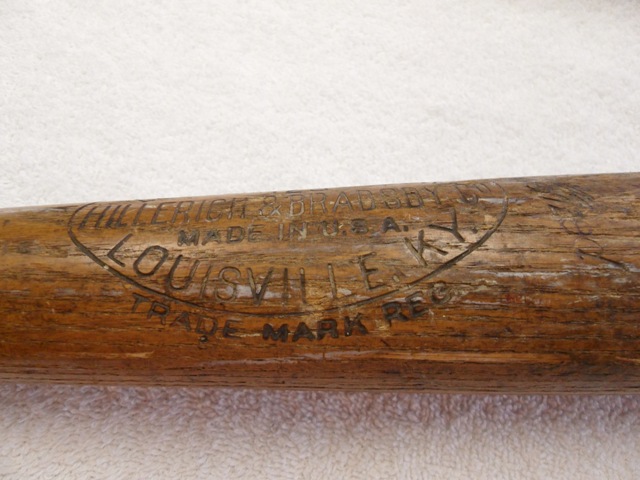 HILLERICH & BRADSBY CO
MADE IN U.S.A.
LOUISVILLE, KY.
TRADE MARK REG